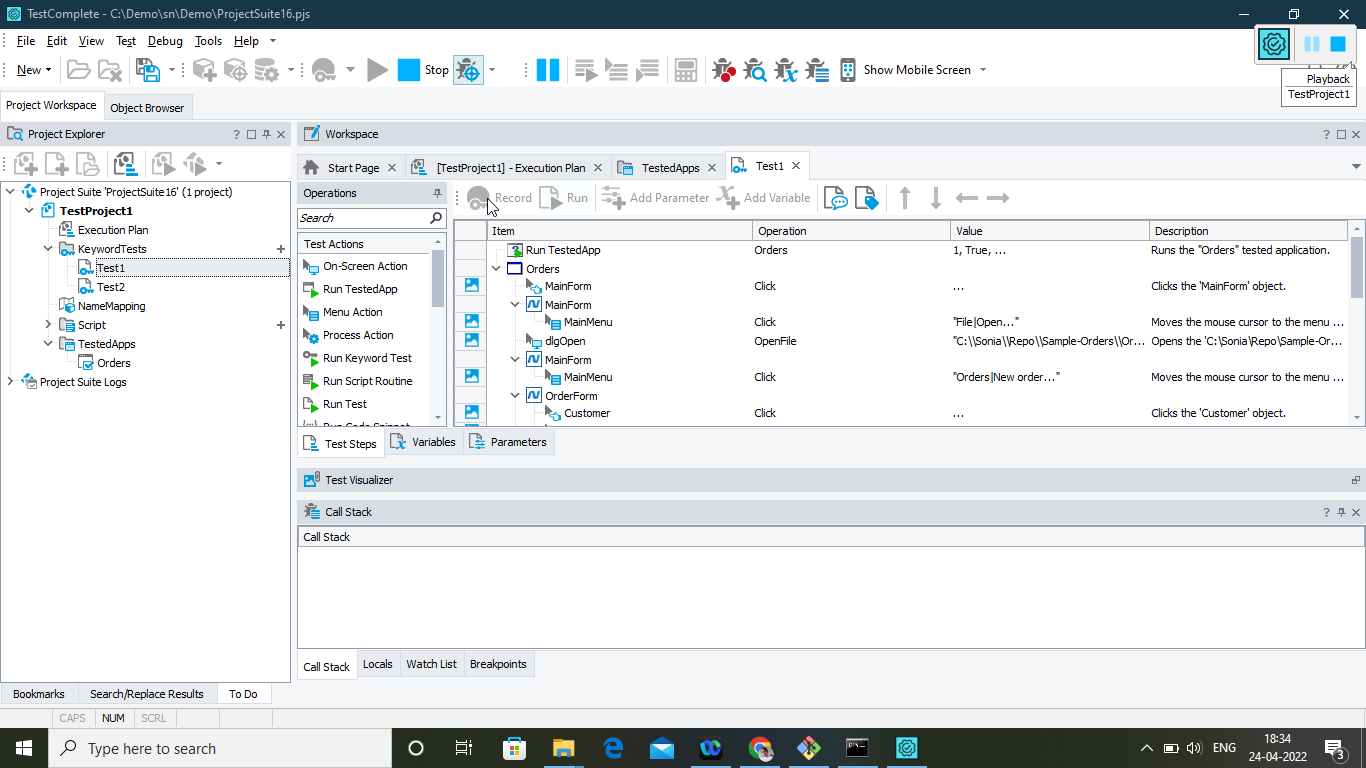 TestComplete - C:\Demo\sn\Demo\ProjectSuite16.pjs
File Edit View Test Debug Tools Help
New Stop Show Mobile Screen
Playback
TestProject1
Project Workspace Object Browser
Project Explorer ?
Workspace ?
Start Page [TestProject1] - Execution Plan TestedApps Test1
Operations
Record Run Add Parameter Add Variable
Search
Test Actions
On-Screen Action
Run TestedApp
Menu Action
Process Action
Run Keyword Test
Run Script Routine
Run Test
Run Code Snippet
Project Suite 'ProjectSuite16' (1 project)
TestProject1
Execution Plan
KeywordTests
Test1
Test2
NameMapping
Script
TestedApps
Orders
Project Suite Logs
Item Operation Value Description
Run TestedApp Orders 1, True, ... Runs the "Orders" tested application.
Orders
MainForm Click ... Clicks the 'MainForm' object.
MainForm
MainMenu Click "File|Open..." Moves the mouse cursor to the menu ...
dlgOpen OpenFile "C:\\Sonia\\Repo\\Sample-Orders\\Or... Opens the 'C:\Sonia\Repo\Sample-Or...
MainForm
MainMenu Click "Orders|New order..." Moves the mouse cursor to the menu ...
OrderForm
Customer Click ... Clicks the 'Customer' object.
Test Steps Variables Parameters
Test Visualizer
Call Stack ?
Call Stack
Call Stack Locals Watch List Breakpoints
Bookmarks Search/Replace Results To Do
CAPS NUM SCRL
Type here to search
ENG
18:34
24-04-2022
3